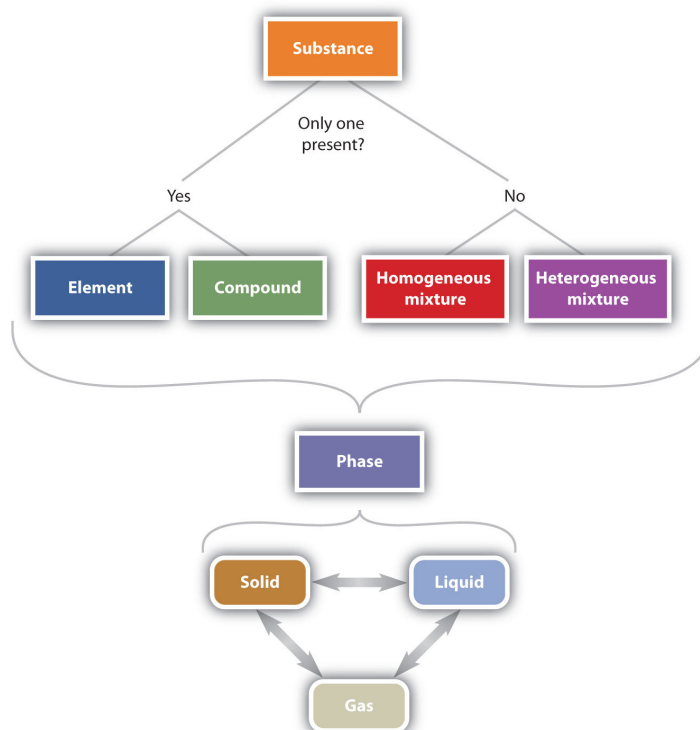 Substance
Only one
present?
Yes
No
Element
Compound
Homogeneous
mixture
Heterogeneous
mixture
Phase
Solid
Liquid
Gas